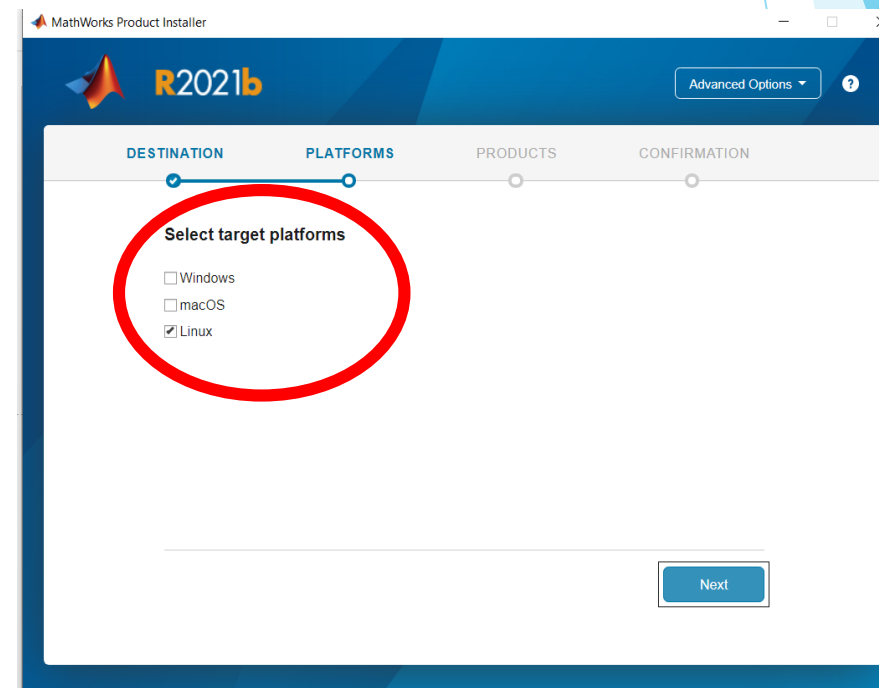 MathWorks Product Installer
R2021b
Advanced Options
?
DESTINATION PLATFORMS PRODUCTS CONFIRMATION
Select target platforms
Windows
macOS
Linux
Next